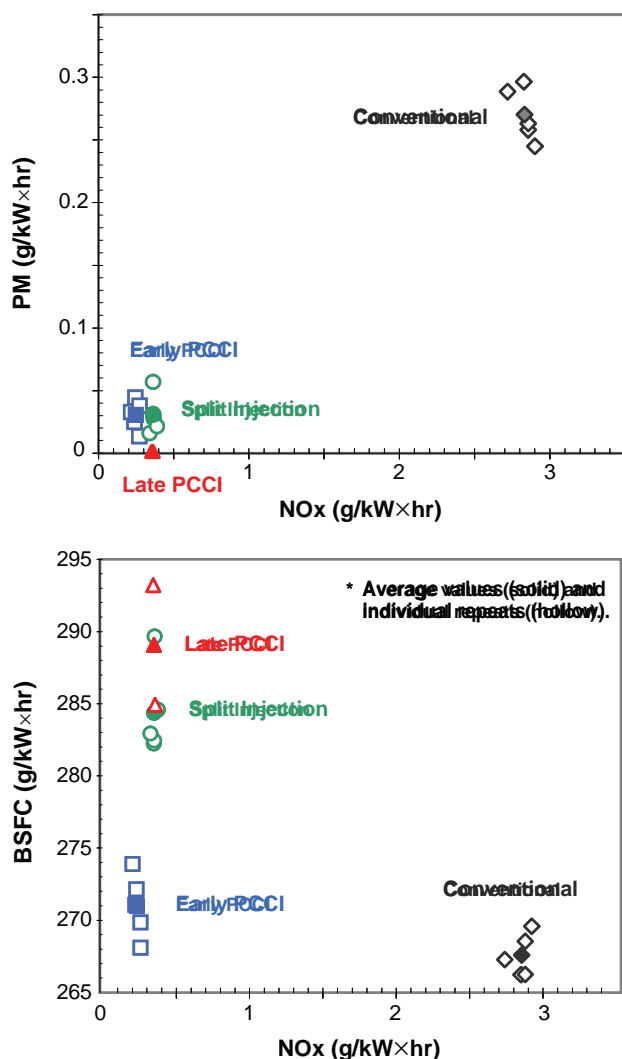 0.3
Conventional
0.2
PM (g/kW×hr)
0.1
Early PCCI
Split Injection
0
0 1 2 3
Late PCCI
NOx (g/kW×hr)
295
* Average values (solid) and
individual repeats (hollow).
290
Late PCCI
285
Split Injection
BSFC (g/kW×hr)
280
275
Conventional
Early PCCI
270
265
0 1 2 3
NOx (g/kW×hr)